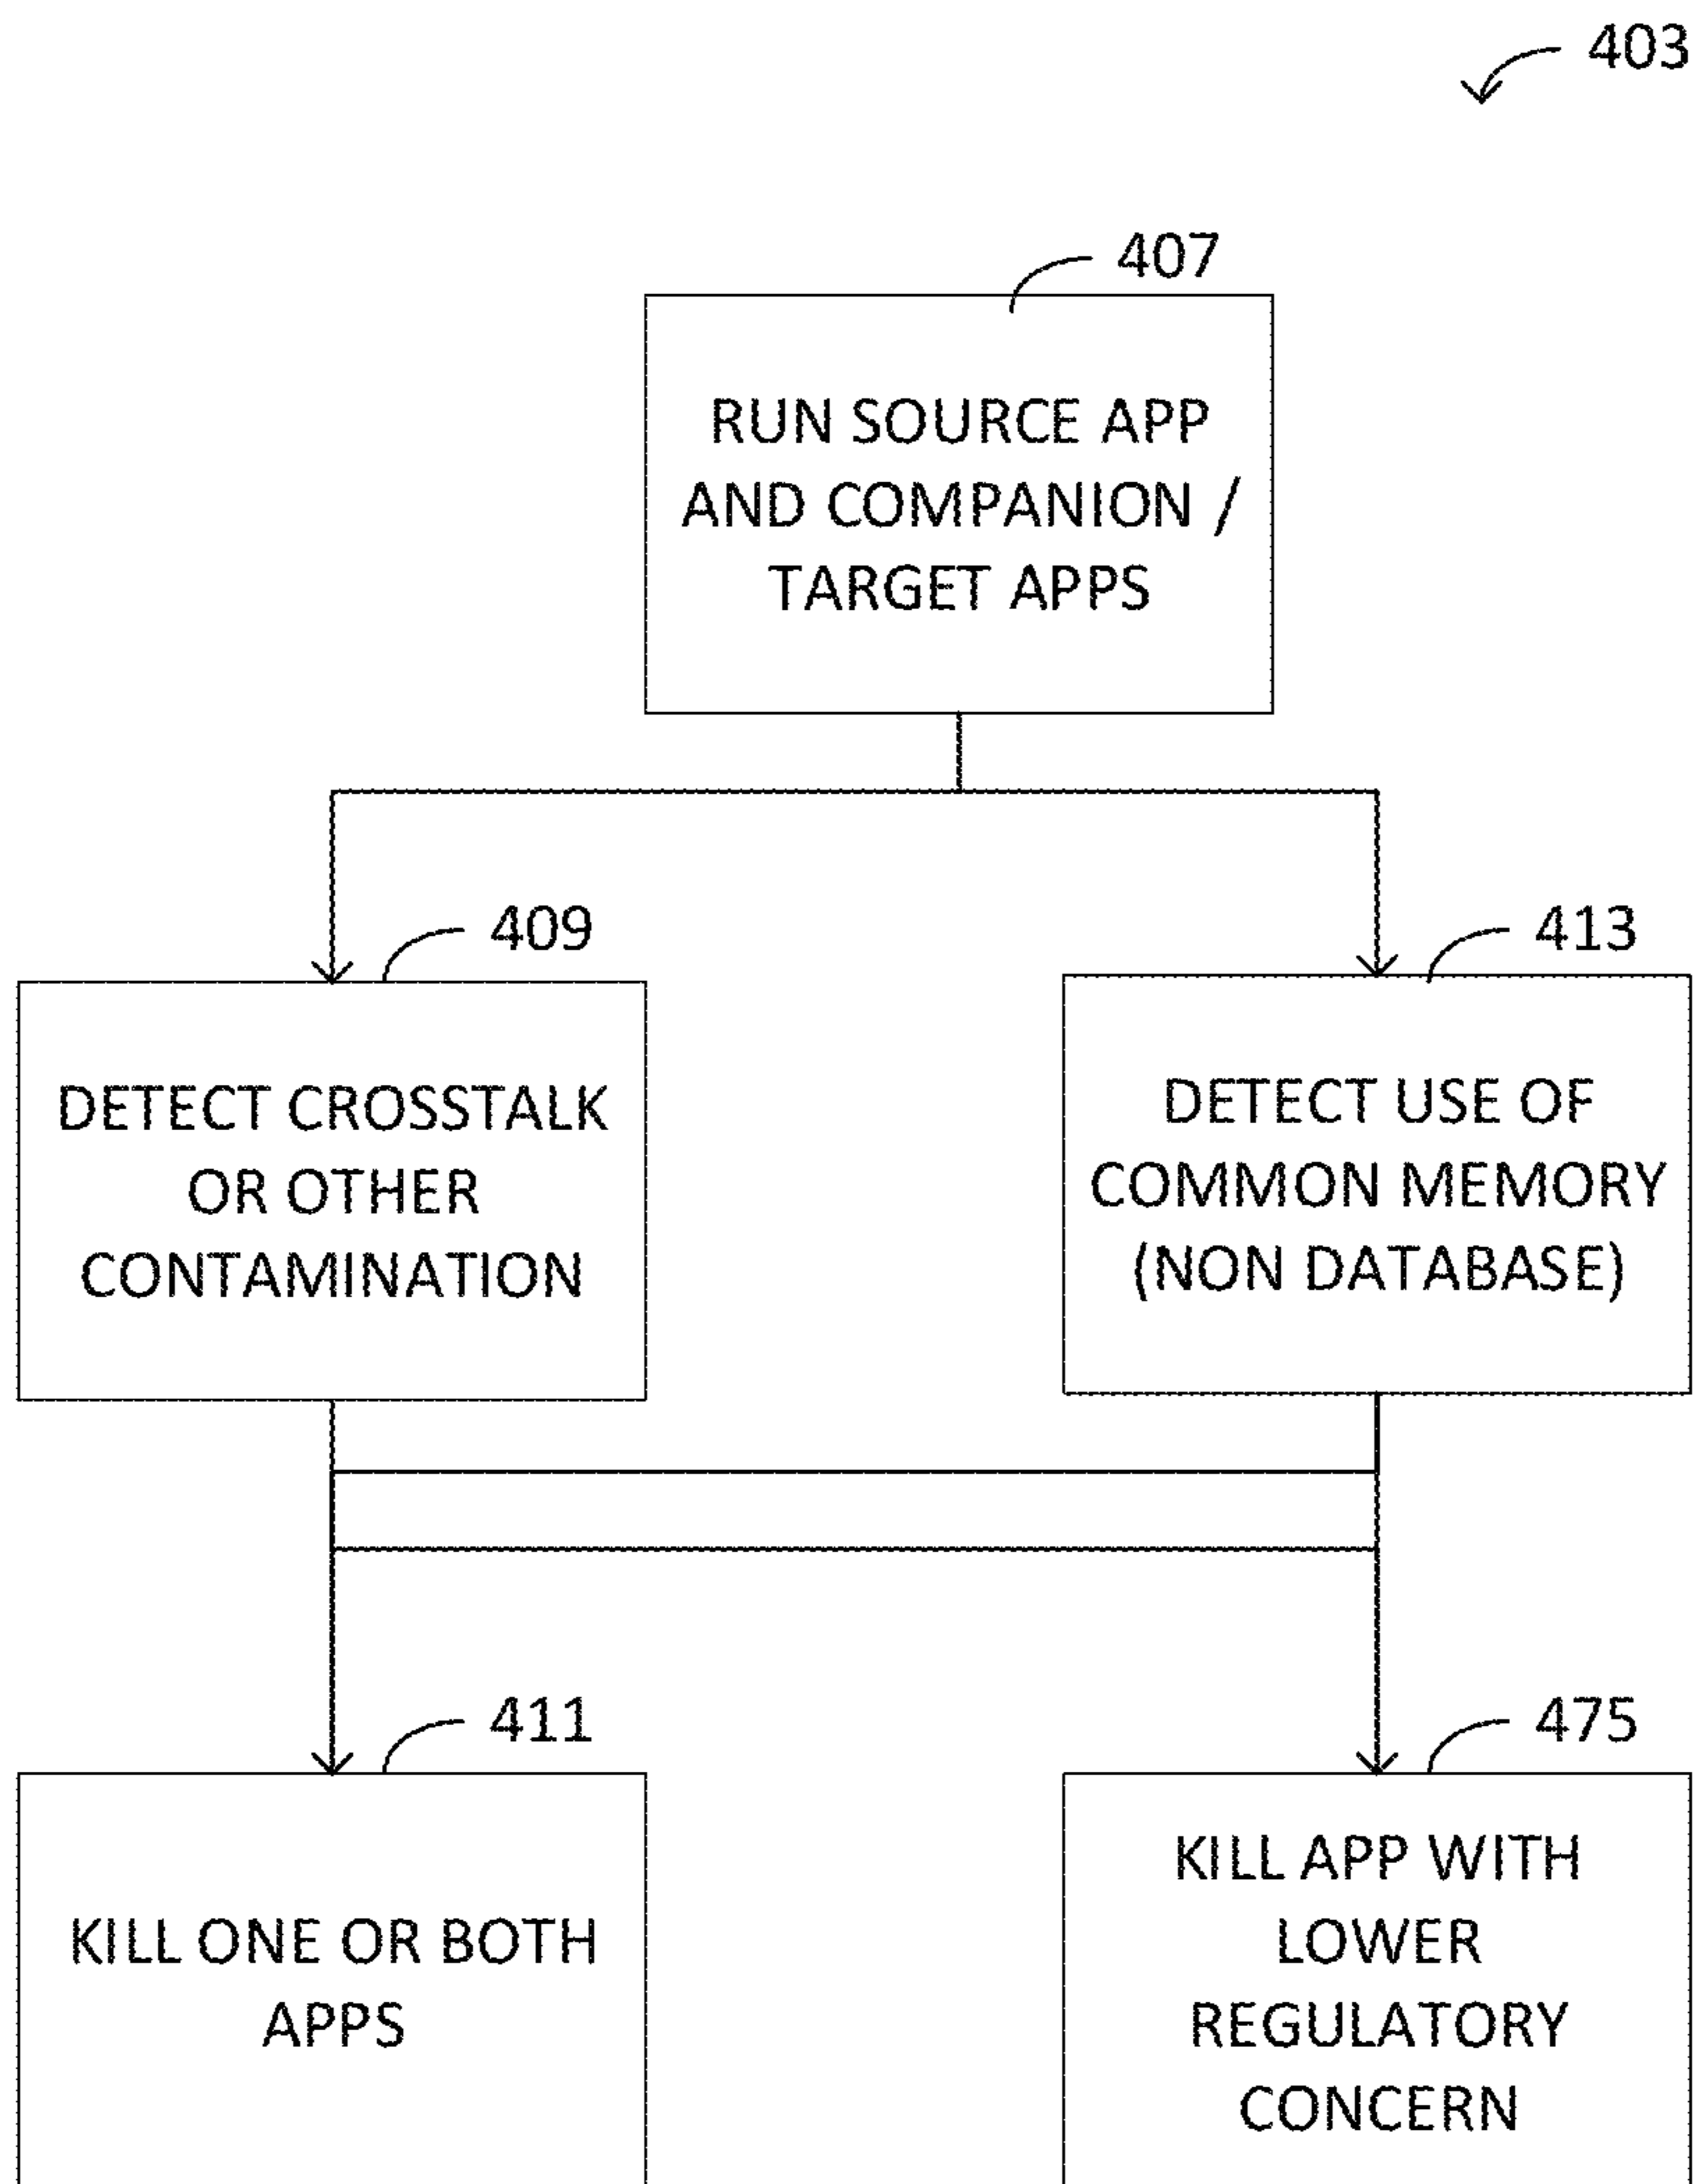 403
407
RUN SOURCE APP
AND COMPANION /
TARGET APPS
409
DETECT CROSSTALK
OR OTHER
CONTAMINATION
413
DETECT USE OF
COMMON MEMORY
(NON DATABASE)
411
KILL ONE OR BOTH
APPS
475
KILL APP WITH
LOWER
REGULATORY
CONCERN